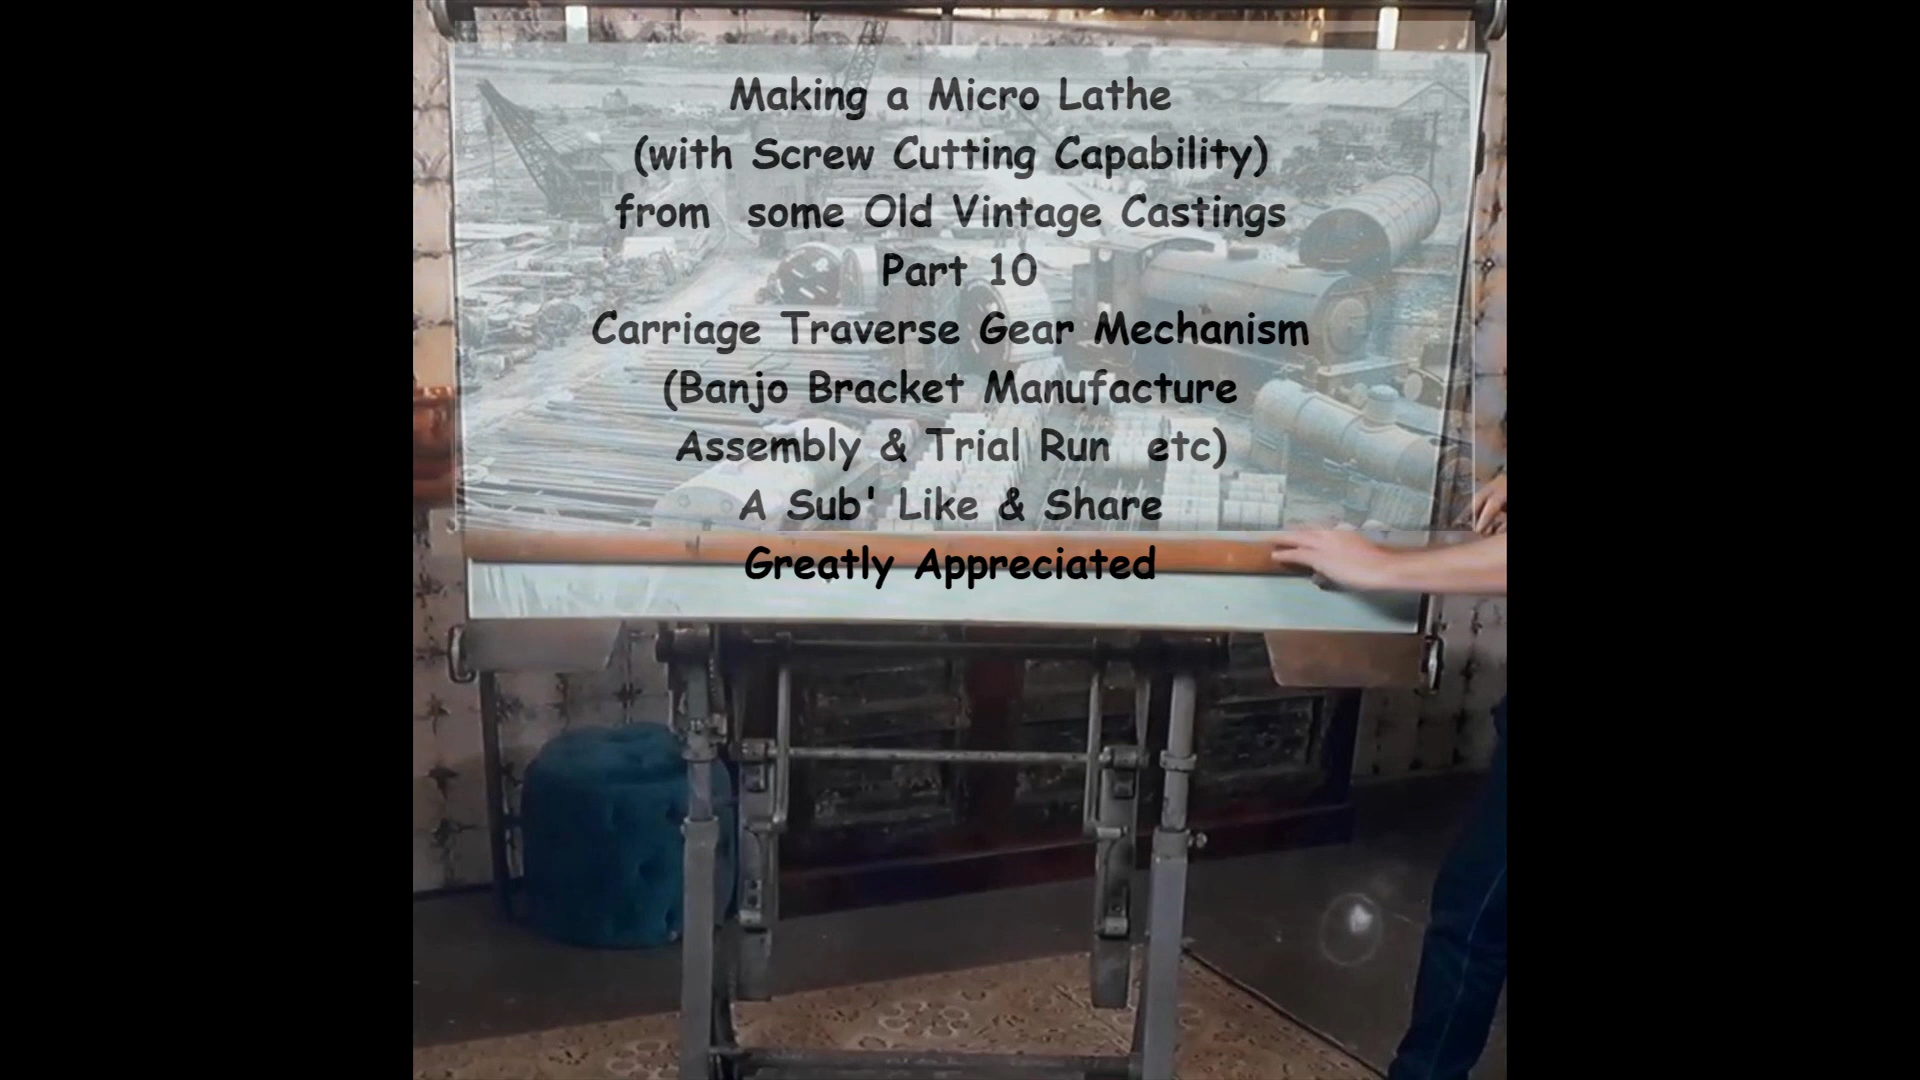 Making a Micro Lathe
(with Screw Cutting Capability)
from  some Old Vintage Castings
Part 10
Carriage Traverse Gear Mechanism
(Banjo Bracket Manufacture
Assembly & Trial Run  etc)
A Sub' Like & Share
Greatly Appreciated